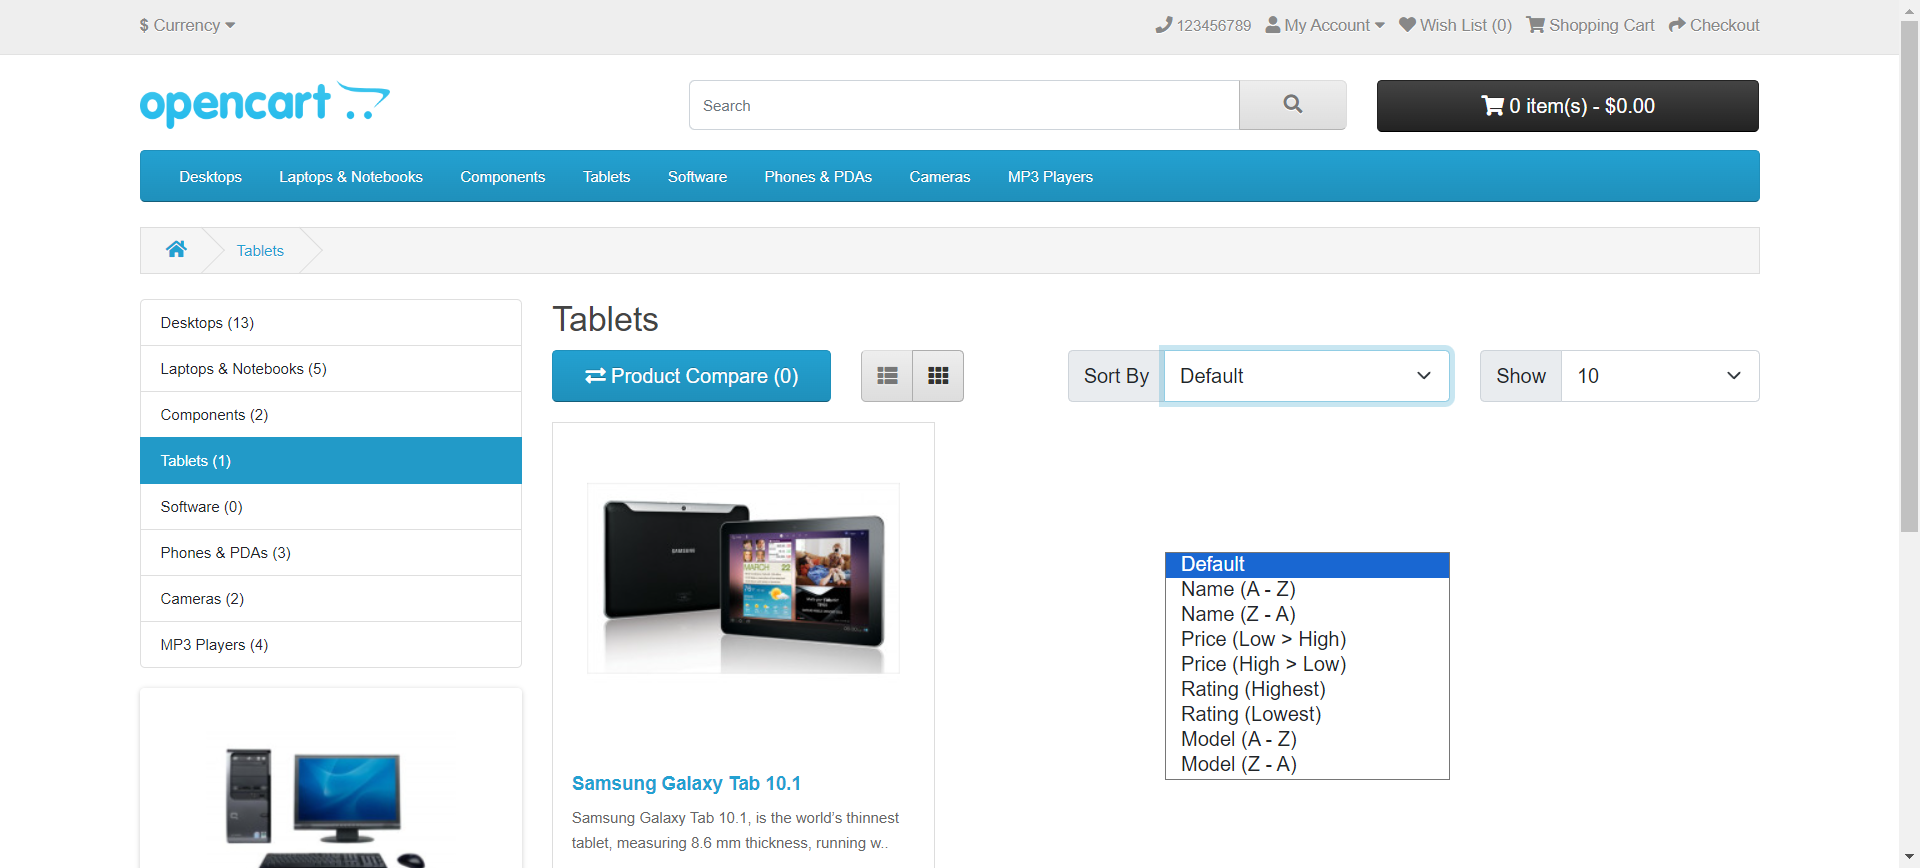 $ Currency
123456789 My Account Wish List (0) Shopping Cart Checkout
opencart
Search
0 item(s) - $0.00
Desktops Laptops & Notebooks Components Tablets Software Phones & PDAs Cameras MP3 Players
Tablets
Desktops (13)
Laptops & Notebooks (5)
Components (2)
Tablets (1)
Software (0)
Phones & PDAs (3)
Cameras (2)
MP3 Players (4)
Tablets
Product Compare (0)
Sort By Default
Show 10
SAMSUNG
MARCH 22
Samsung Galaxy Tab 10.1
Samsung Galaxy Tab 10.1, is the world’s thinnest
tablet, measuring 8.6 mm thickness, running w..
Default
Name (A - Z)
Name (Z - A)
Price (Low > High)
Price (High > Low)
Rating (Highest)
Rating (Lowest)
Model (A - Z)
Model (Z - A)